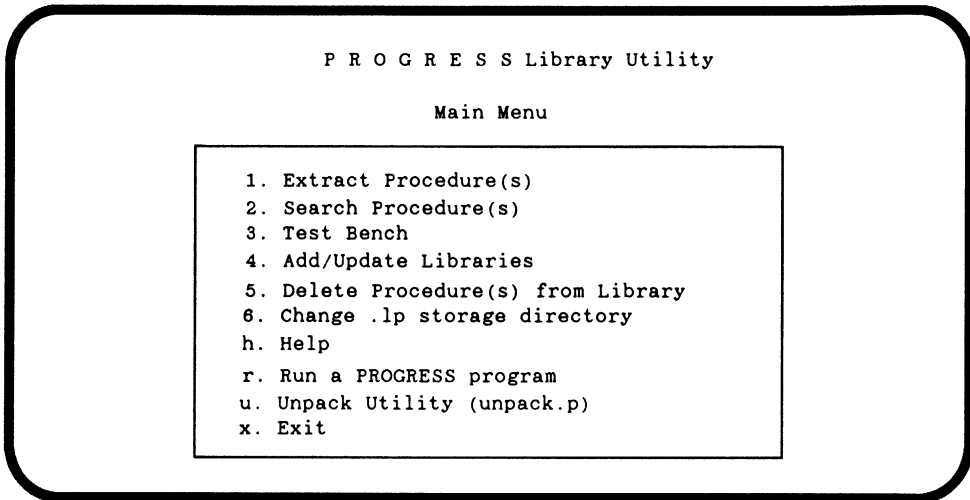 P R O G R E S S Library Utility
Main Menu
1. Extract Procedure(s)
2. Search Procedure(s)
3. Test Bench
4. Add/Update Libraries
5. Delete Procedure(s) from Library
6. Change .lp storage directory
h. Help
r. Run a PROGRESS program
u. Unpack Utility (unpack.p)
x. Exit